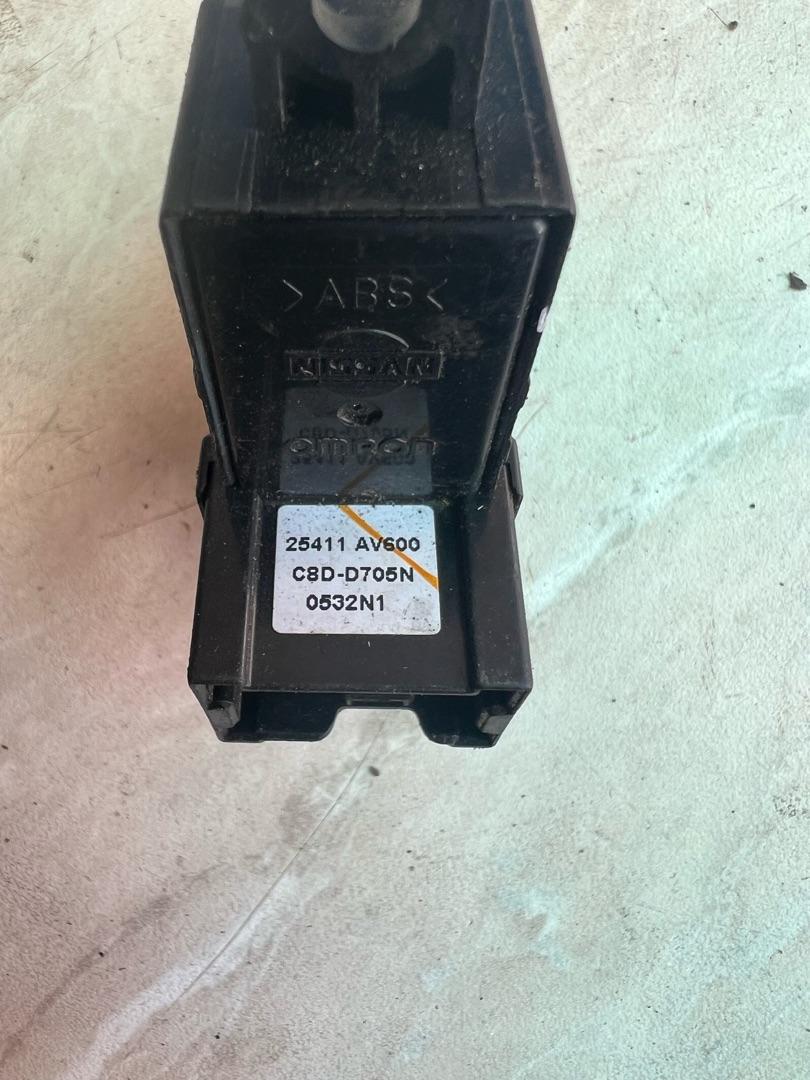 >ABS<
NISSAN
omron
25411 AV600
C8D-D705N
0532N1